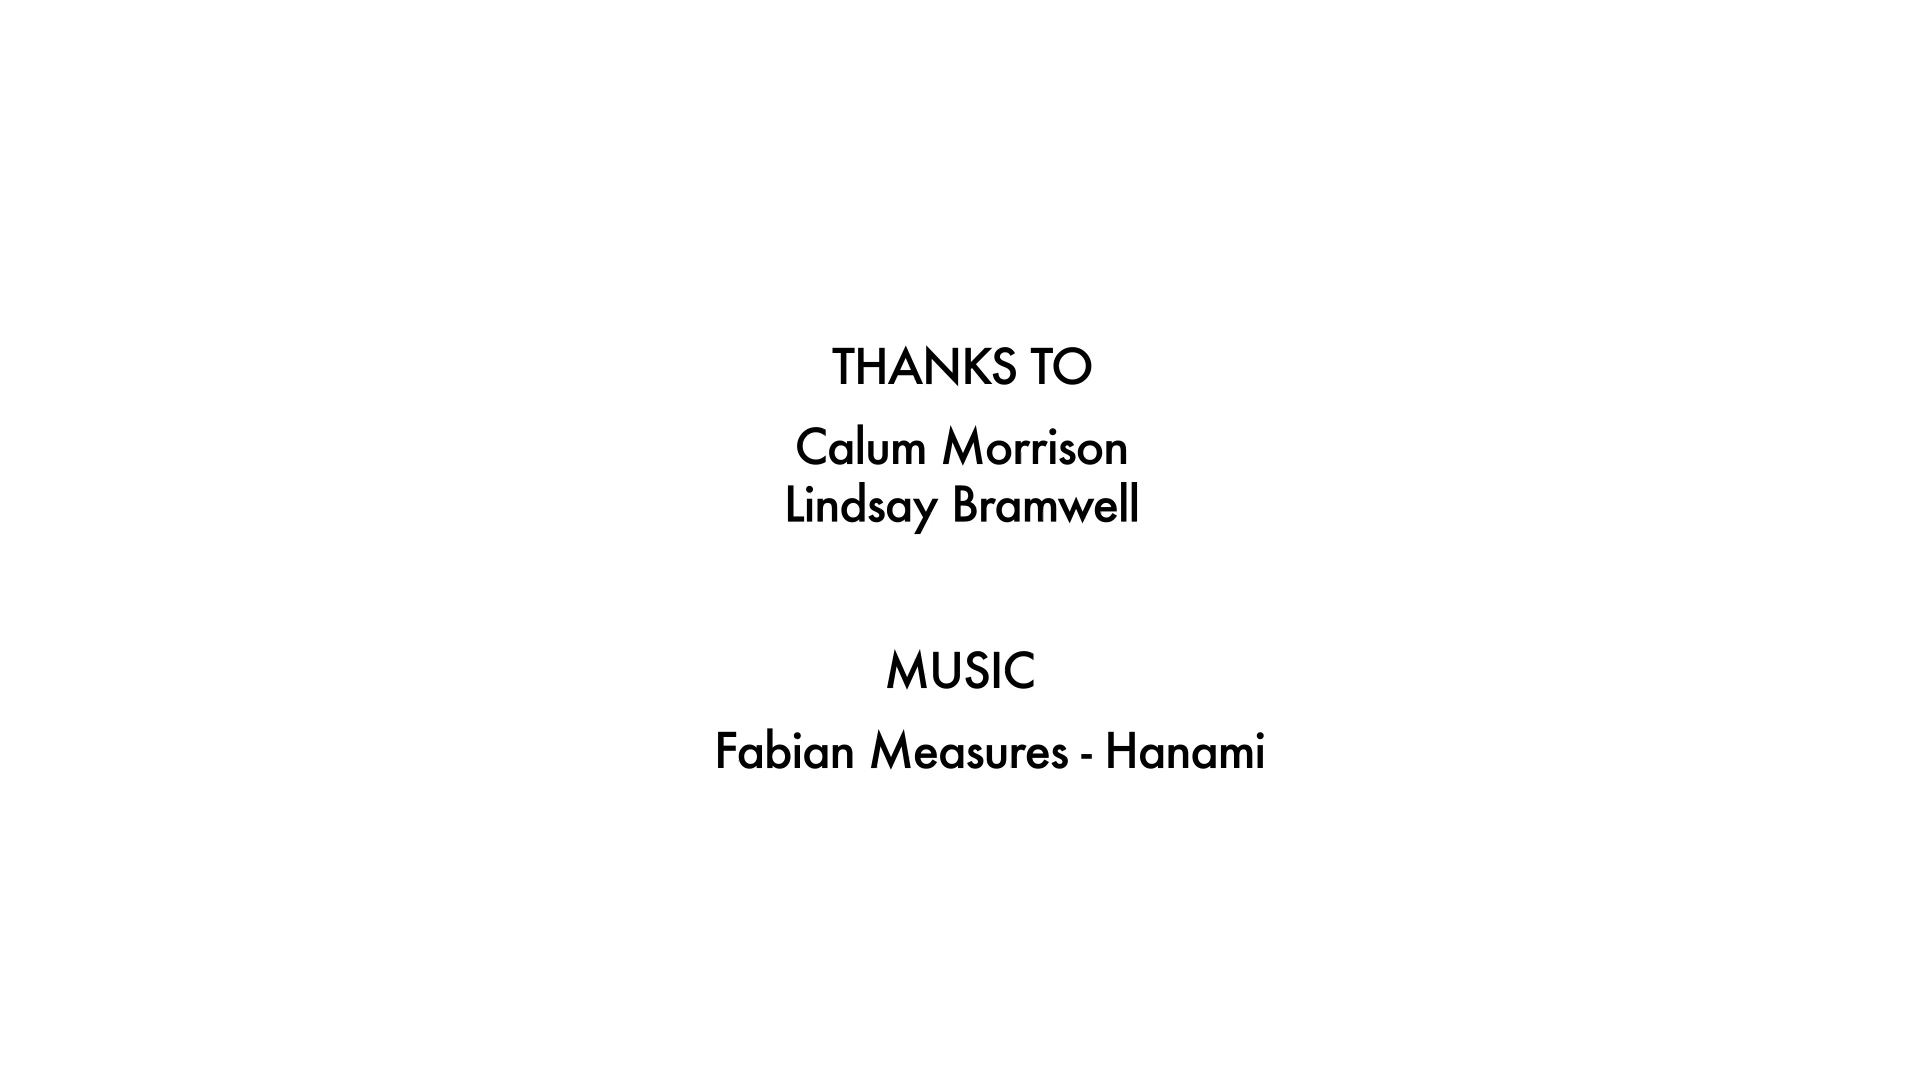 THANKS TO
Calum Morrison
Lindsay Bramwell
MUSIC
Fabian Measures - Hanami